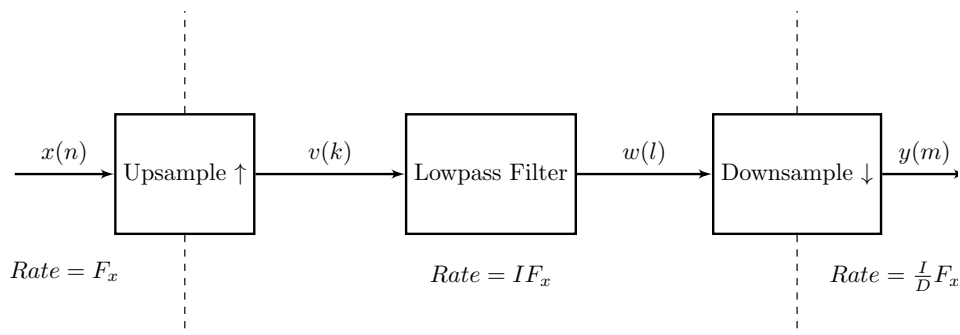 x(n)
Upsample ↑
v(k)
Lowpass Filter
w(l)
Downsample ↓
y(m)
Rate = F_x
Rate = IF_x
Rate = \frac{I}{D}F_x